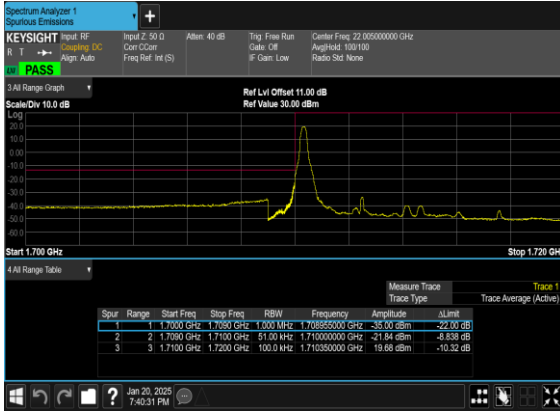 Spectrum Analyzer 1
Spurious Emissions
+
KEYSIGHT Input: RF Input Z: 50 Ω Atten: 40 dB Trig: Free Run Center Freq: 22.005000000 GHz
R T Coupling: DC Corr CCorr Gate: Off Avg|Hold: 100/100
Align: Auto Freq Ref: Int (S) IF Gain: Low Radio Std: None
PASS
3 All Range Graph
Ref Lvl Offset 11.00 dB
Scale/Div 10.0 dB Ref Value 30.00 dBm
Log
20.0
10.0
0.00
-10.0
-20.0
-30.0
-40.0
-50.0
-60.0
Start 1.700 GHz Stop 1.720 GH
4 All Range Table
Measure Trace Trace 1
Trace Type Trace Average (Active)
Spur Range Start Freq Stop Freq RBW Frequency Amplitude ΔLimit
1 1 1.7000 GHz 1.7090 GHz 1.000 MHz 1.708955000 GHz -35.00 dBm -22.00 dB
2 2 1.7090 GHz 1.7100 GHz 51.00 kHz 1.710000000 GHz -21.84 dBm -8.838 dB
3 3 1.7100 GHz 1.7200 GHz 100.0 kHz 1.710350000 GHz 19.68 dBm -10.32 dB
? Jan 20, 2025
7:40:31 PM